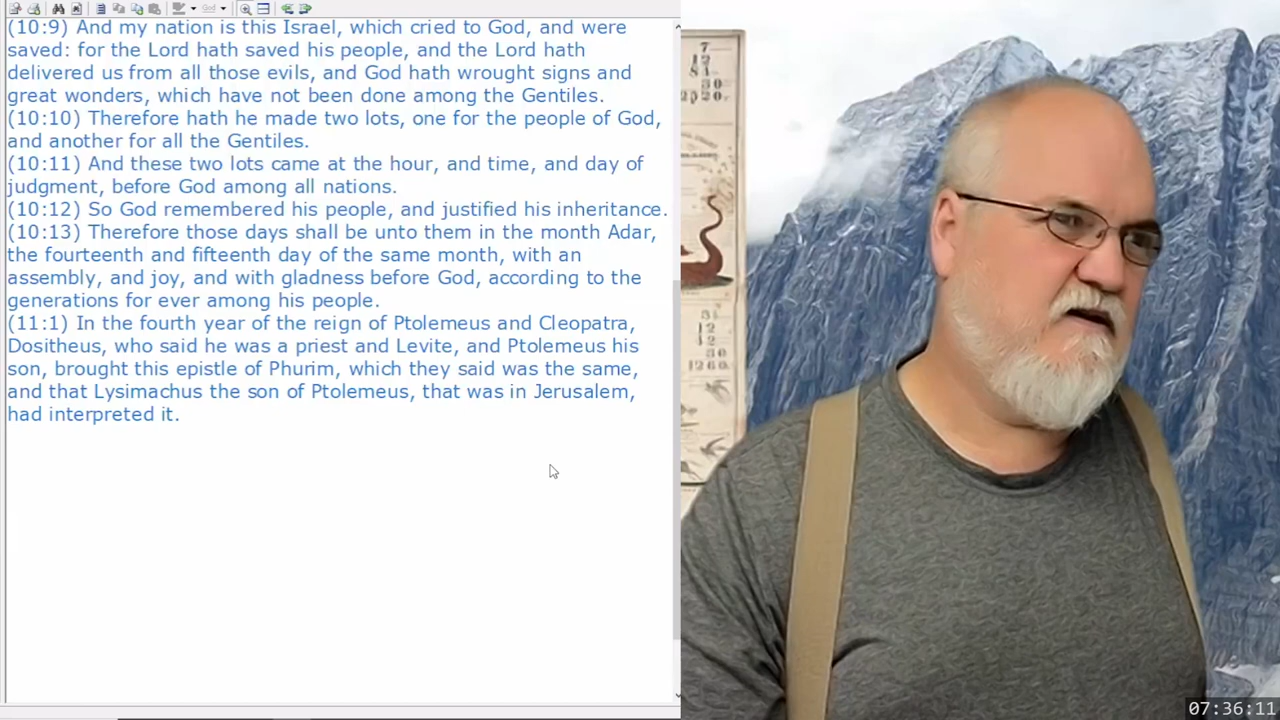 (10:9) And my nation is this Israel, which cried to God, and were
saved: for the Lord hath saved his people, and the Lord hath
delivered us from all those evils, and God hath wrought signs and
great wonders, which have not been done among the Gentiles.
(10:10) Therefore hath he made two lots, one for the people of God,
and another for all the Gentiles.
(10:11) And these two lots came at the hour, and time, and day of
judgment, before God among all nations.
(10:12) So God remembered his people, and justified his inheritance.
(10:13) Therefore those days shall be unto them in the month Adar,
the fourteenth and fifteenth day of the same month, with an
assembly, and joy, and with gladness before God, according to the
generations for ever among his people.
(11:1) In the fourth year of the reign of Ptolemeus and Cleopatra,
Dositheus, who said he was a priest and Levite, and Ptolemeus his
son, brought this epistle of Phurim, which they said was the same,
and that Lysimachus the son of Ptolemeus, that was in Jerusalem,
had interpreted it.
7
12
30
12
30
1260
07:36:11